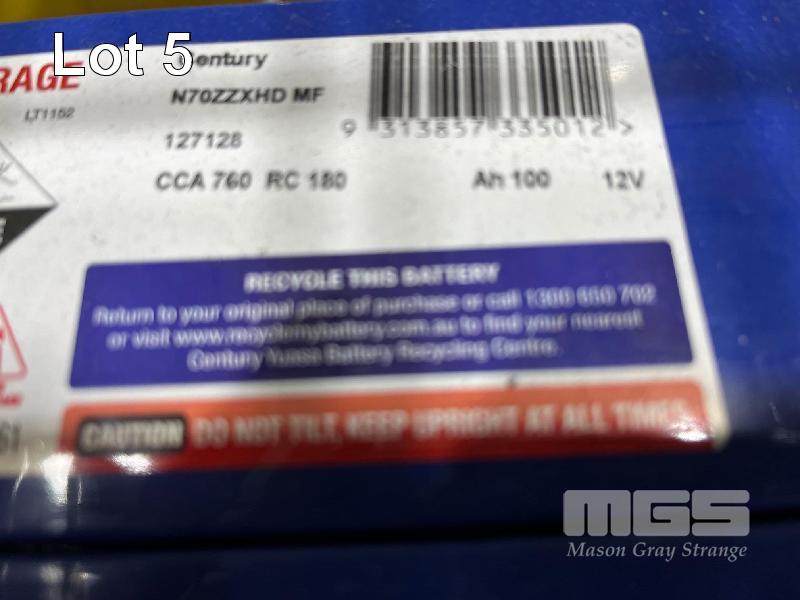 Lot 5
RAGE
Century
N70ZZXHD MF
LT1152
127128
9 313857 335012 >
CCA 760 RC 180 Ah 100 12V
RECYCLE THIS BATTERY
Return to your original place of purchase or call 1300 650 702
or visit www.recyclemybattery.com.au to find your nearest
Century Yuasa Battery Recycling Centre.
CAUTION DO NOT TILT, KEEP UPRIGHT AT ALL TIMES
MGS
Mason Gray Strange